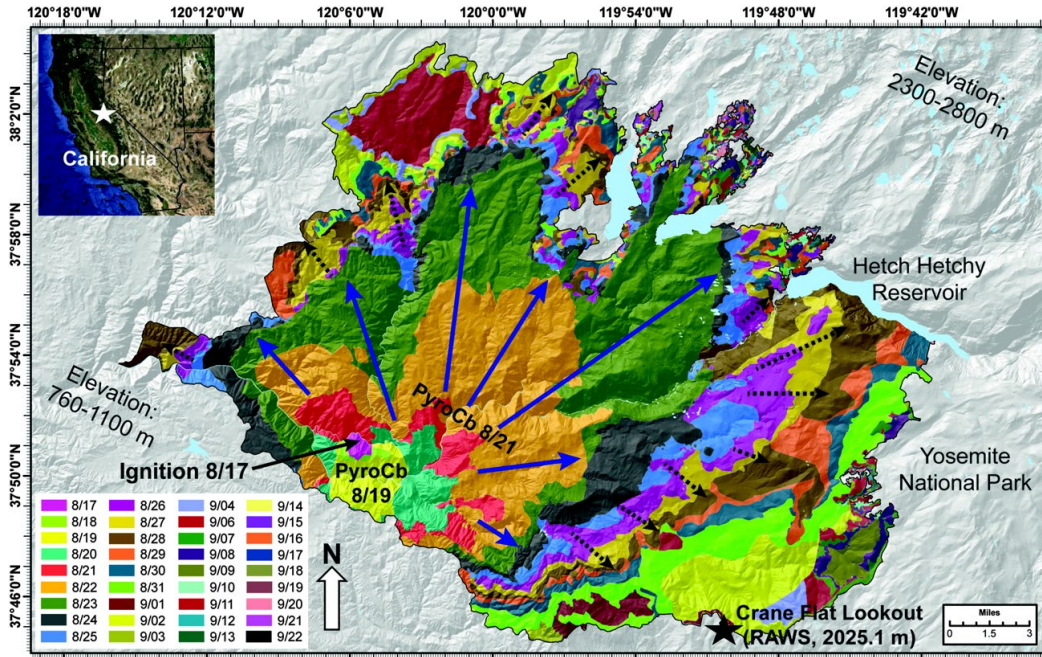 120°18'0"W 120°12'0"W 120°6'0"W 120°0'0"W 119°54'0"W 119°48'0"W 119°42'0"W
38°2'0"N
37°58'0"N
37°54'0"N
37°50'0"N
37°46'0"N
California
Elevation:
2300-2800 m
Hetch Hetchy
Reservoir
Elevation:
760-1100 m
PyroCb 8/21
Ignition 8/17
PyroCb
8/19
Yosemite
National Park
8/17 8/26 9/04 9/14
8/18 8/27 9/06 9/15
8/19 8/28 9/07 9/16
8/20 8/29 9/08 9/17
8/21 8/30 9/09 9/18
8/22 8/31 9/10 9/19
8/23 9/01 9/11 9/20
8/24 9/02 9/12 9/21
8/25 9/03 9/13 9/22
N
Crane Flat Lookout
(RAWS, 2025.1 m)
Miles
0 1.5 3